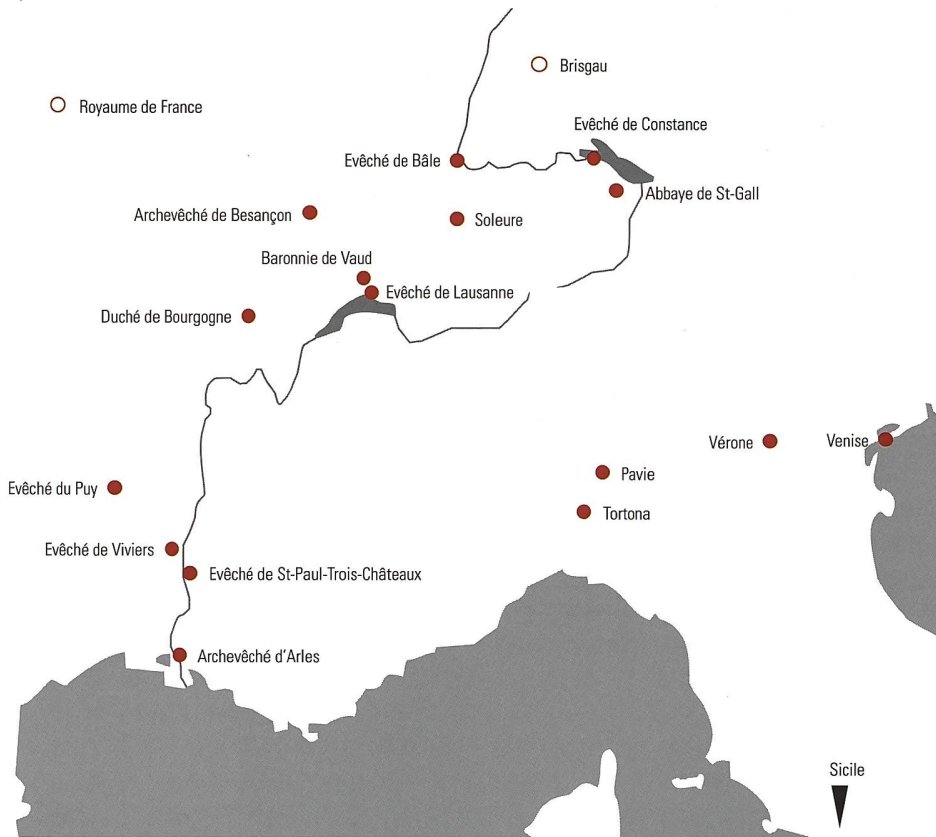 Brisgau
Royaume de France
Evêché de Constance
Evêché de Bâle
Abbaye de St-Gall
Archevêché de Besançon
Soleure
Baronnie de Vaud
Evêché de Lausanne
Duché de Bourgogne
Vérone
Venise
Pavie
Evêché du Puy
Tortona
Evêché de Viviers
Evêché de St-Paul-Trois-Châteaux
Archevêché d'Arles
Sicile